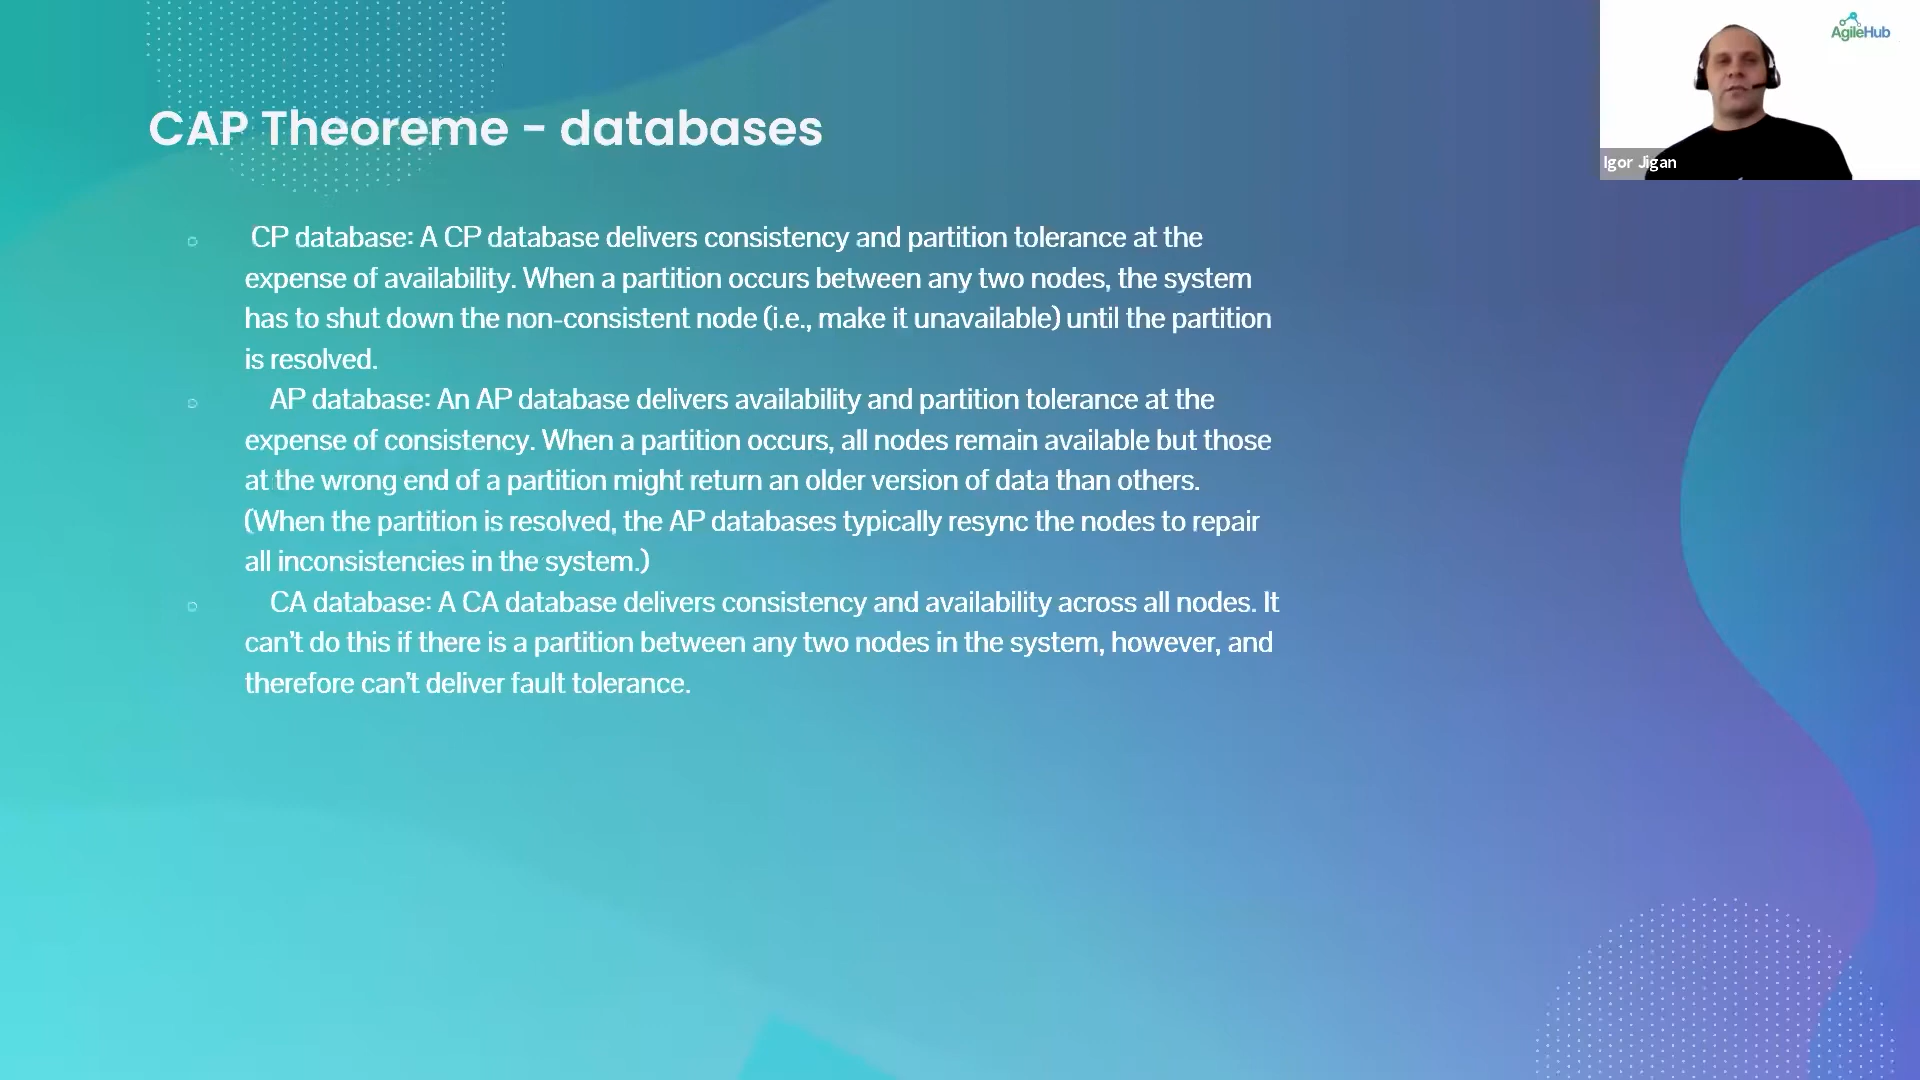 AgileHub
CAP Theoreme - databases
Igor Jigan
CP database: A CP database delivers consistency and partition tolerance at the
expense of availability. When a partition occurs between any two nodes, the system
has to shut down the non-consistent node (i.e., make it unavailable) until the partition
is resolved.
AP database: An AP database delivers availability and partition tolerance at the
expense of consistency. When a partition occurs, all nodes remain available but those
at the wrong end of a partition might return an older version of data than others.
(When the partition is resolved, the AP databases typically resync the nodes to repair
all inconsistencies in the system.)
CA database: A CA database delivers consistency and availability across all nodes. It
can't do this if there is a partition between any two nodes in the system, however, and
therefore can't deliver fault tolerance.